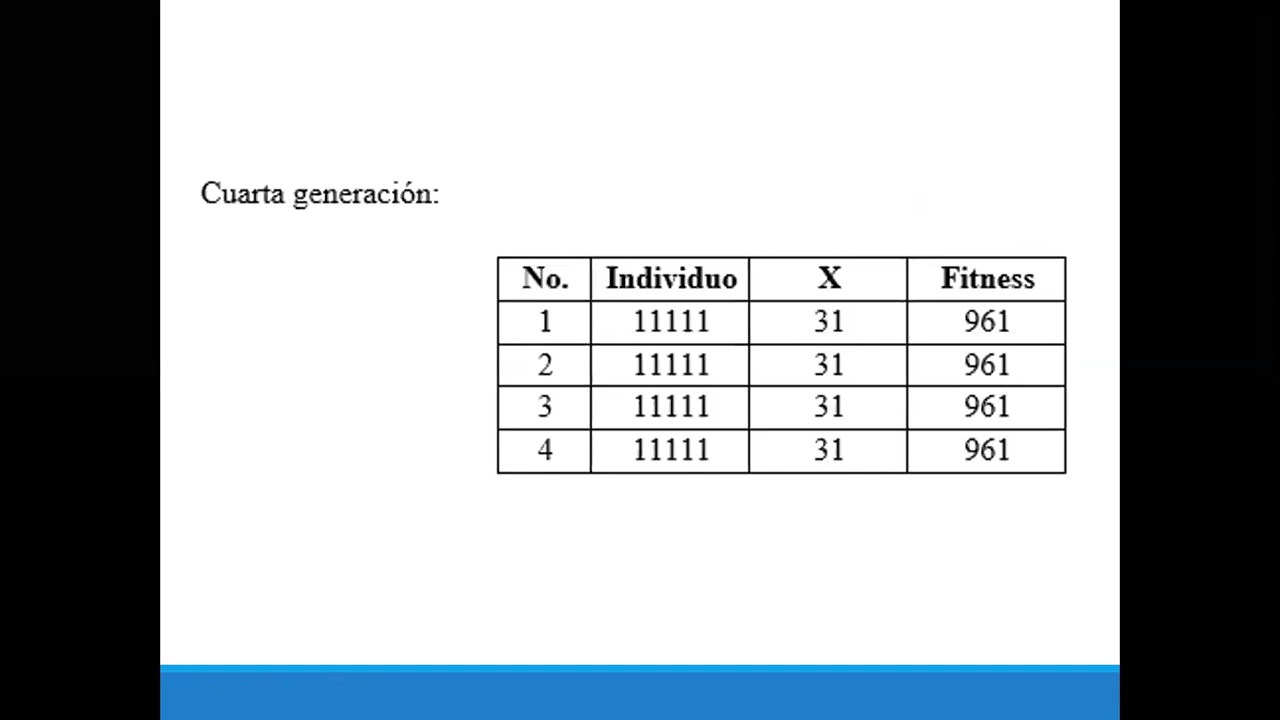 Cuarta generación:
No. Individuo X Fitness
1 11111 31 961
2 11111 31 961
3 11111 31 961
4 11111 31 961